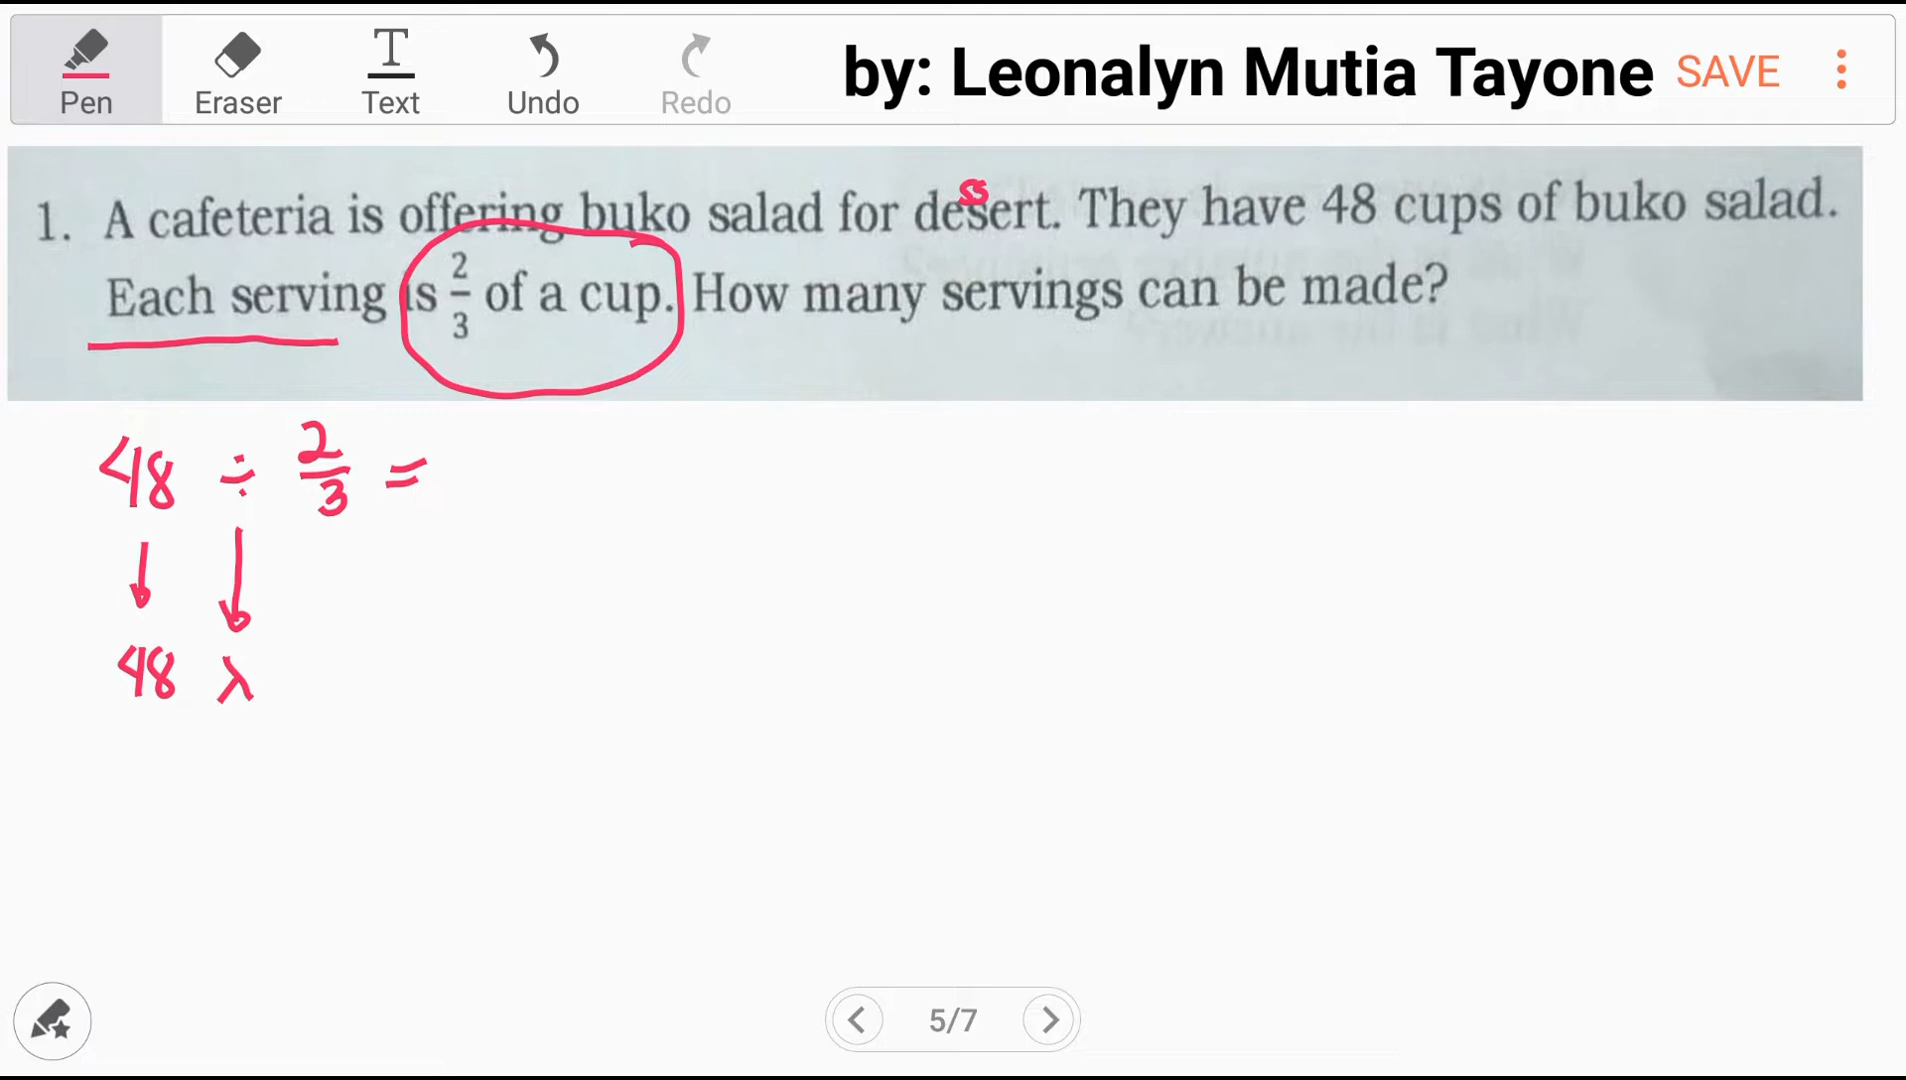 Pen Eraser Text Undo Redo by: Leonalyn Mutia Tayone SAVE
ss
1. A cafeteria is offering buko salad for desert. They have 48 cups of buko salad.
Each serving is 2/3 of a cup. How many servings can be made?
48 ÷ 2/3 =
48 x
5/7